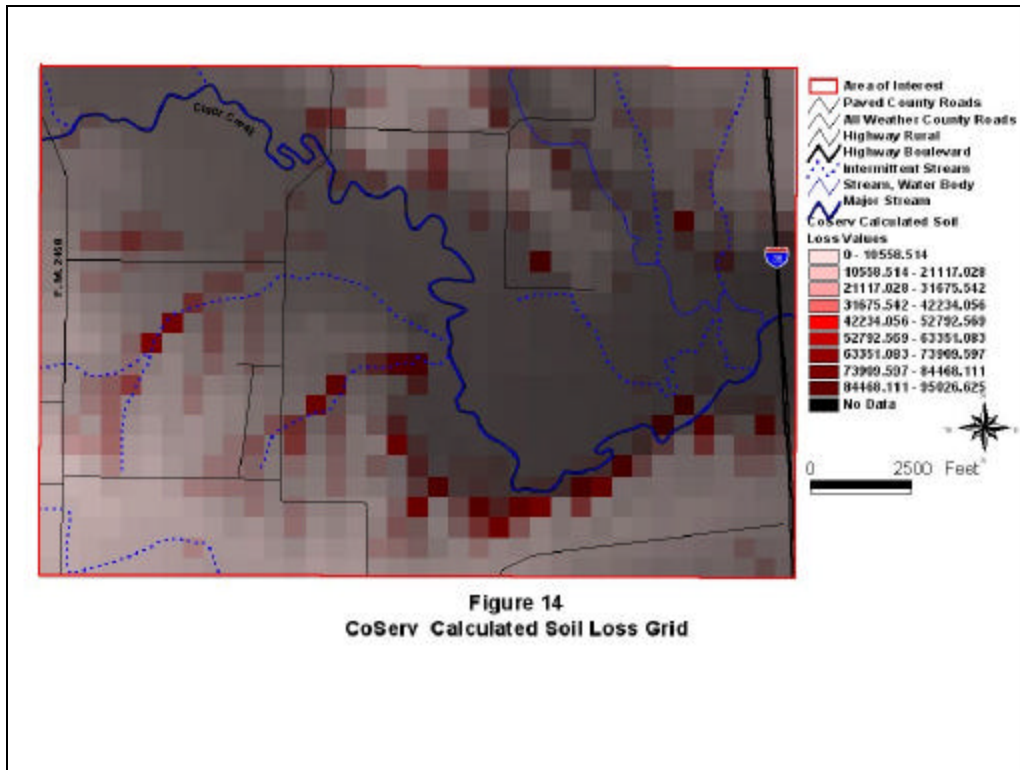 Area of Interest
Paved County Roads
All Weather County Roads
Highway Rural
Highway Boulevard
Intermittent Stream
Stream, Water Body
Major Stream
CoServ Calculated Soil
Loss Values
0 - 10558.514
10558.514 - 21117.028
21117.028 - 31675.542
31675.542 - 42234.056
42234.056 - 52792.569
52792.569 - 63351.083
63351.083 - 73909.597
73909.597 - 84468.111
84468.111 - 95026.625
No Data
0 2500 Feet
Creek
F.M. 2450
Figure 14
CoServ Calculated Soil Loss Grid